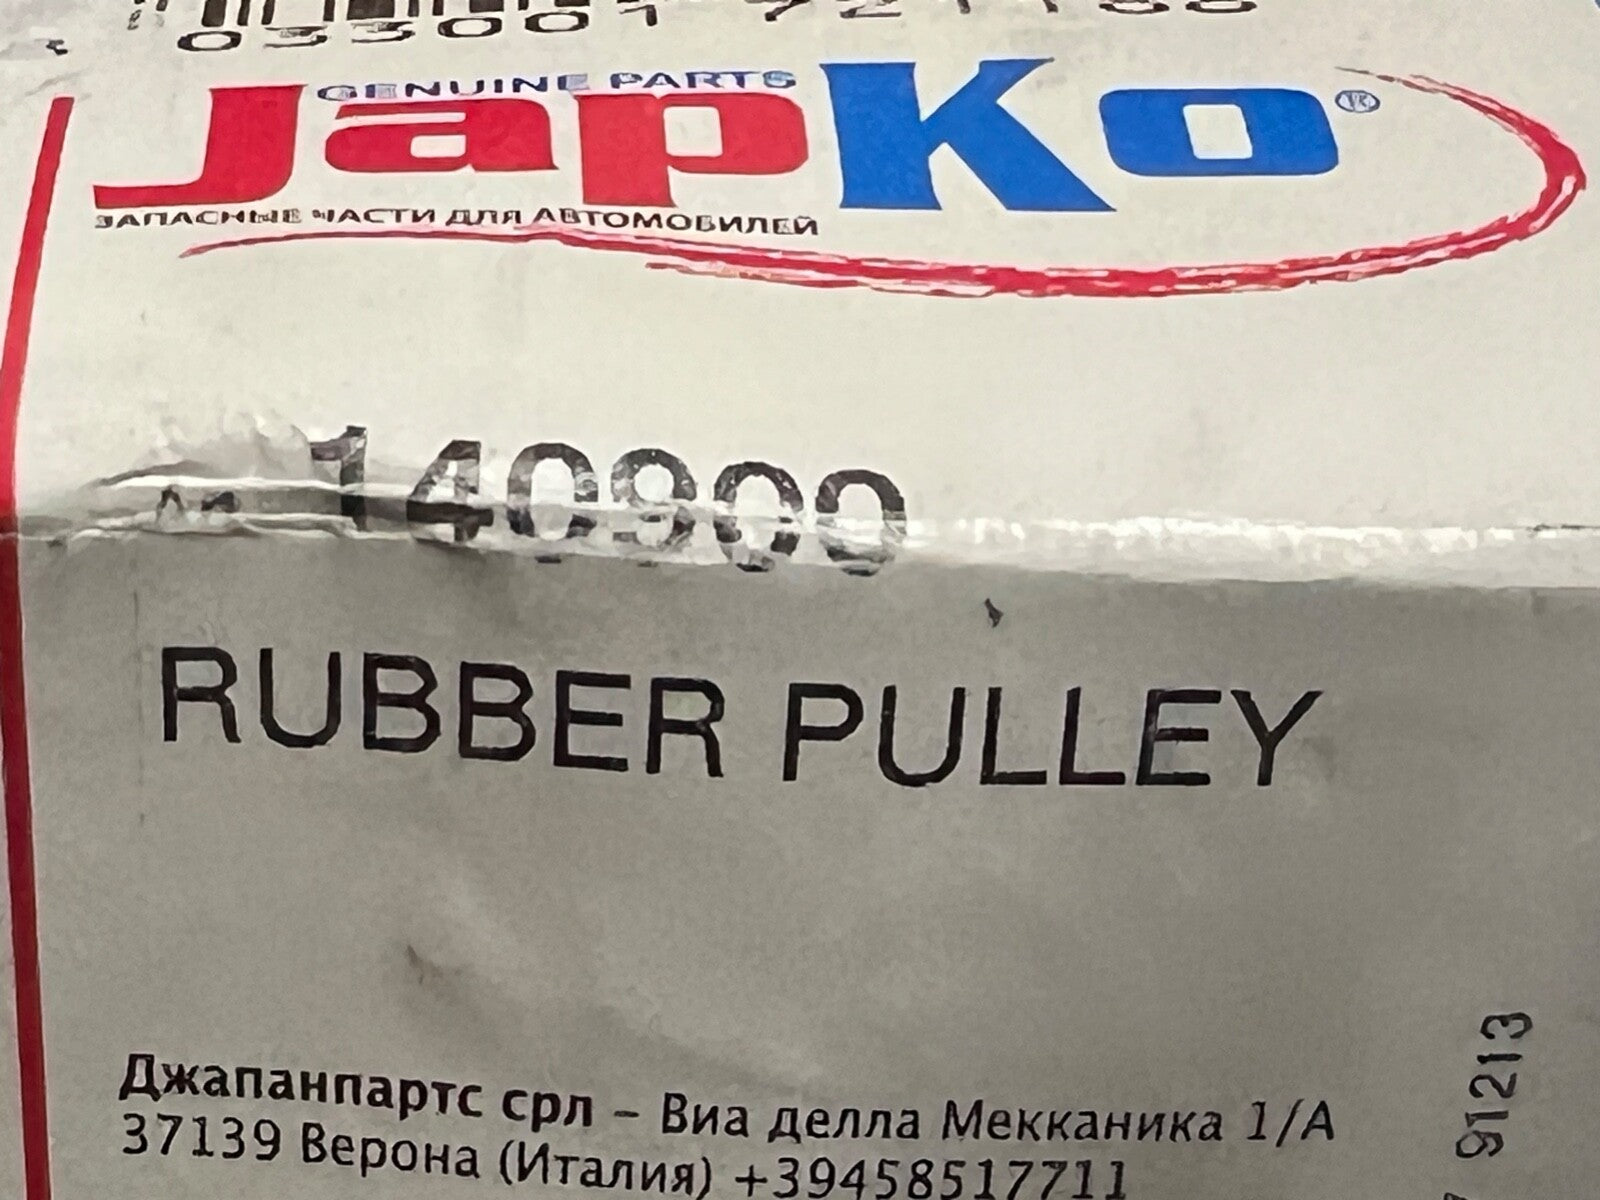 GENUINE PARTS
JapKo
ЗАПАСНЫЕ ЧАСТИ ДЛЯ АВТОМОБИЛЕЙ
RUBBER PULLEY
Джапанпартс срл – Виа делла Мекканика 1/А
37139 Верона (Италия) +39458517711
91213